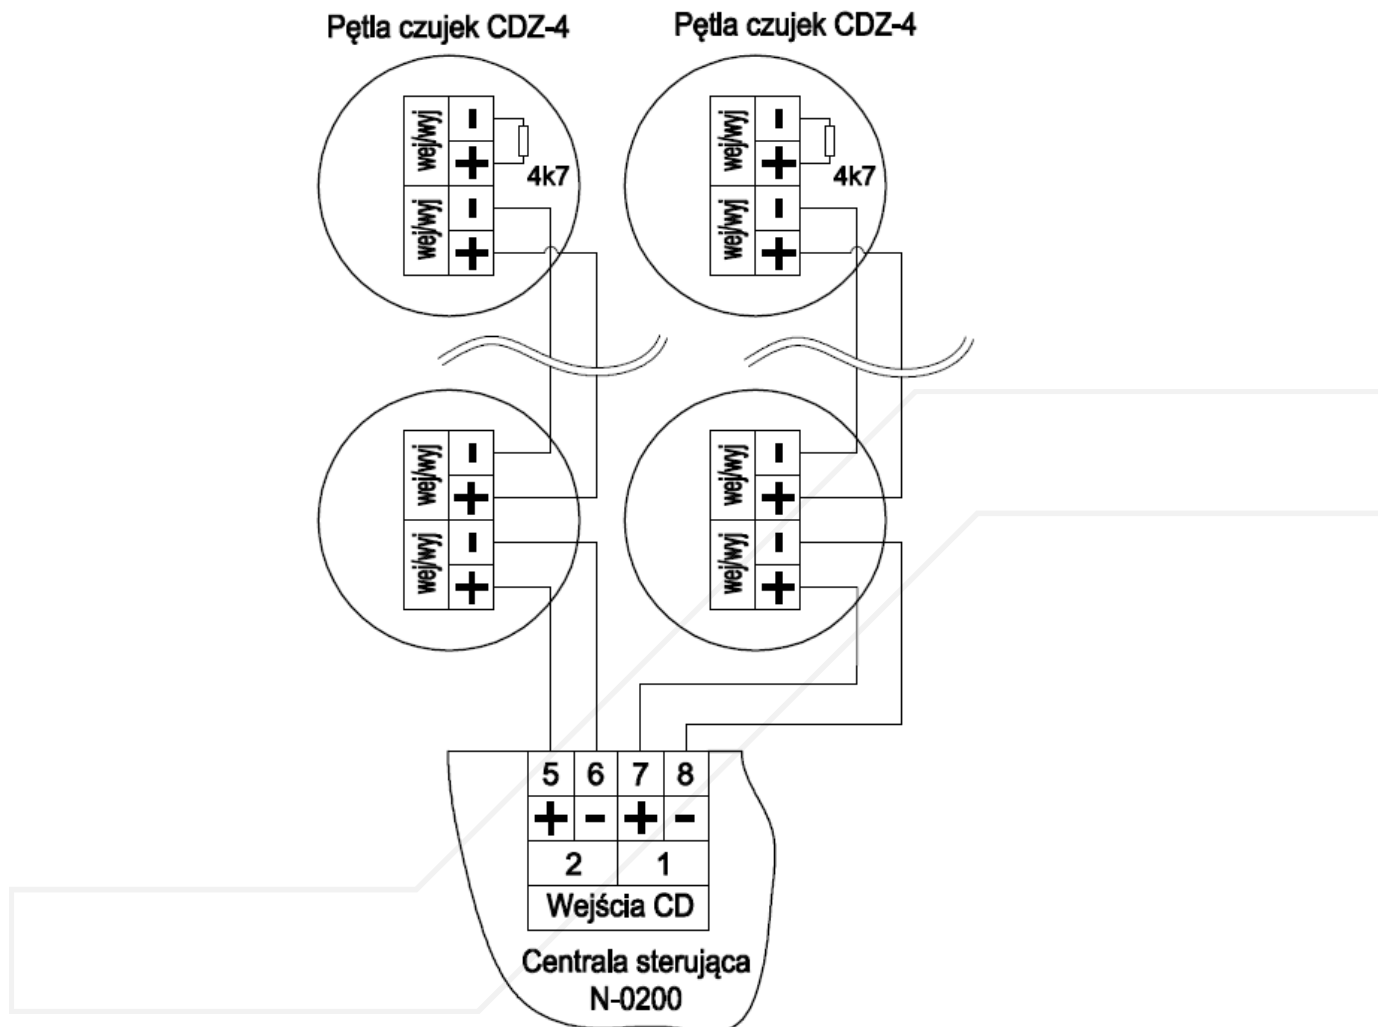 Pętla czujek CDZ-4
Pętla czujek CDZ-4
wej/wyj - +
4k7
wej/wyj - +
wej/wyj - +
4k7
wej/wyj - +
wej/wyj - +
wej/wyj - +
wej/wyj - +
wej/wyj - +
5 6 7 8
+ - + -
2 1
Wejścia CD
Centrala sterująca
N-0200